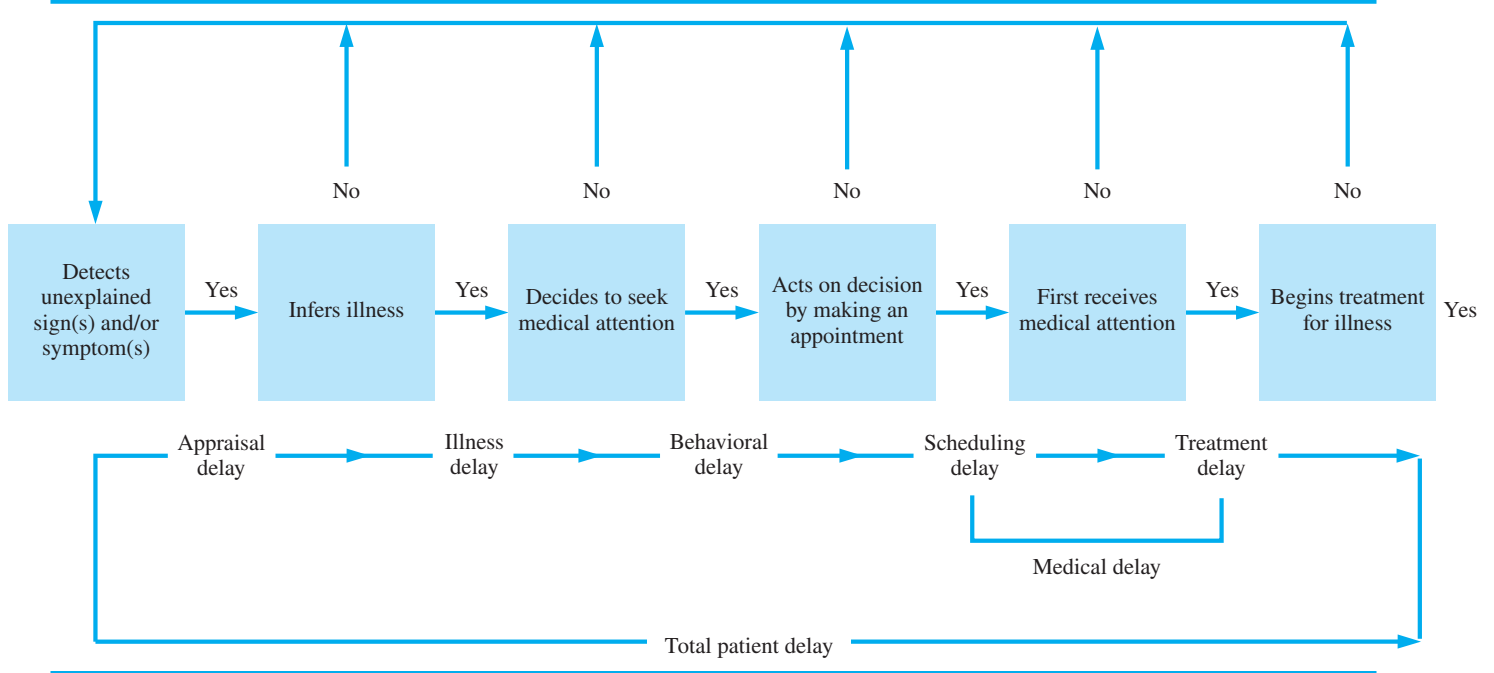 No
No
No
No
No
Detects
unexplained
sign(s) and/or
symptom(s)
Yes
Infers illness
Yes
Decides to seek
medical attention
Yes
Acts on decision
by making an
appointment
Yes
First receives
medical attention
Yes
Begins treatment
for illness
Yes
Appraisal
delay
Illness
delay
Behavioral
delay
Scheduling
delay
Treatment
delay
Medical delay
Total patient delay